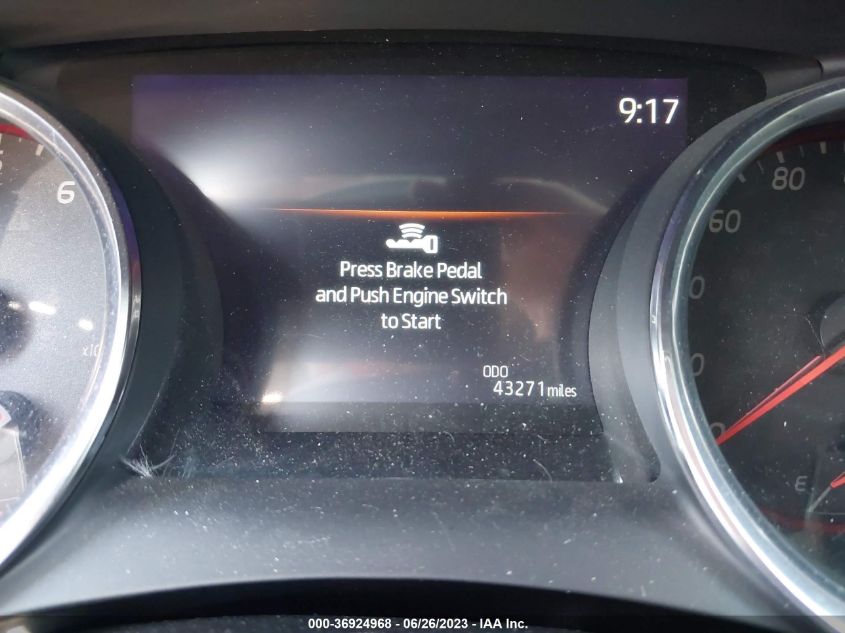 9:17
6
80
60
Press Brake Pedal
and Push Engine Switch
to Start
x10
ODO
43271 miles
E
000-36924968 - 06/26/2023 - IAA Inc.